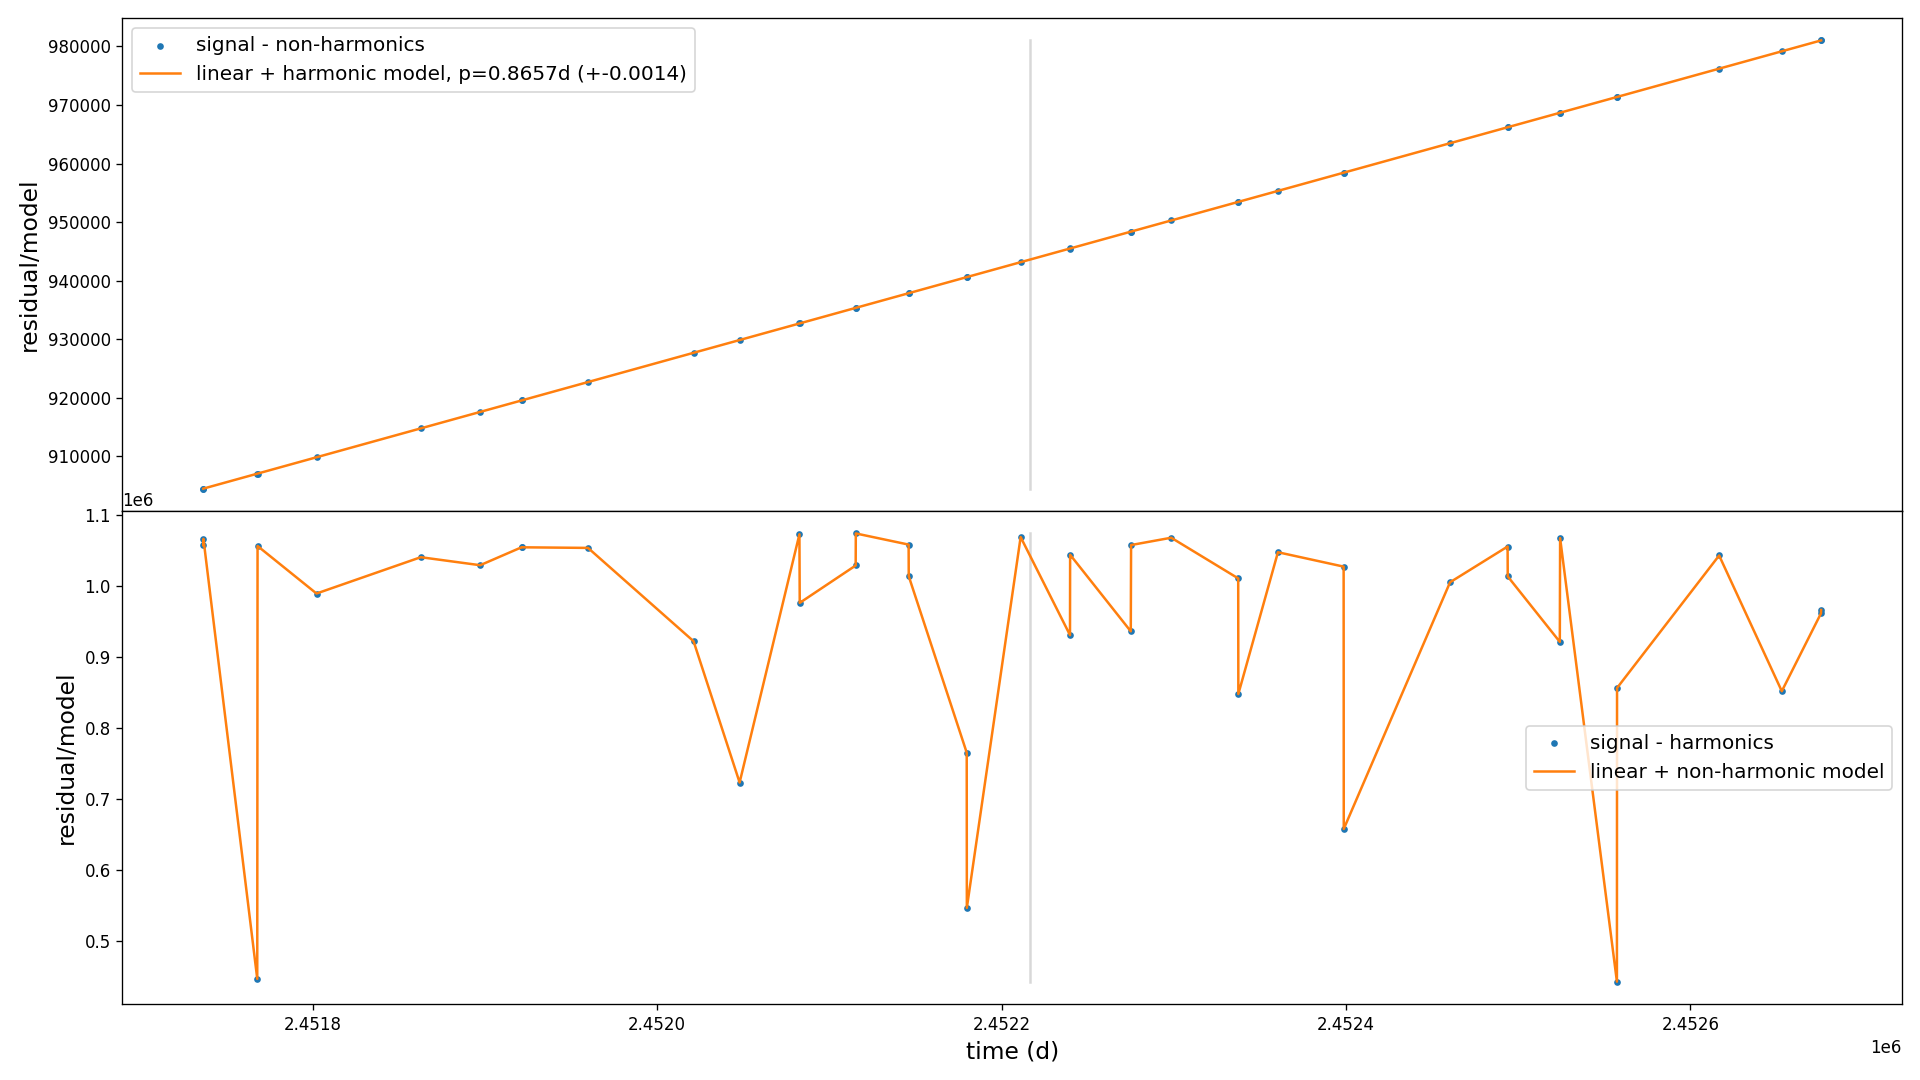 980000
970000
960000
950000
940000
930000
920000
910000
residual/model
signal - non-harmonics
linear + harmonic model, p=0.8657d (+-0.0014)
1e6
1.1
1.0
0.9
0.8
0.7
0.6
0.5
residual/model
signal - harmonics
linear + non-harmonic model
2.4518
2.4520
2.4522
2.4524
2.4526
1e6
time (d)